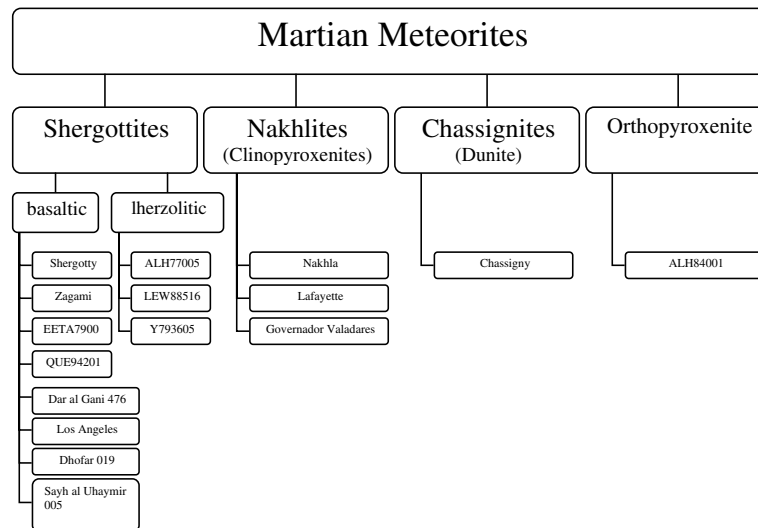 Martian Meteorites
Shergottites
Nakhlites
(Clinopyroxenites)
Chassignites
(Dunite)
Orthopyroxenite
basaltic
lherzolitic
Shergotty
Zagami
EETA7900
QUE94201
Dar al Gani 476
Los Angeles
Dhofar 019
Sayh al Uhaymir
005
ALH77005
LEW88516
Y793605
Nakhla
Lafayette
Governador Valadares
Chassigny
ALH84001